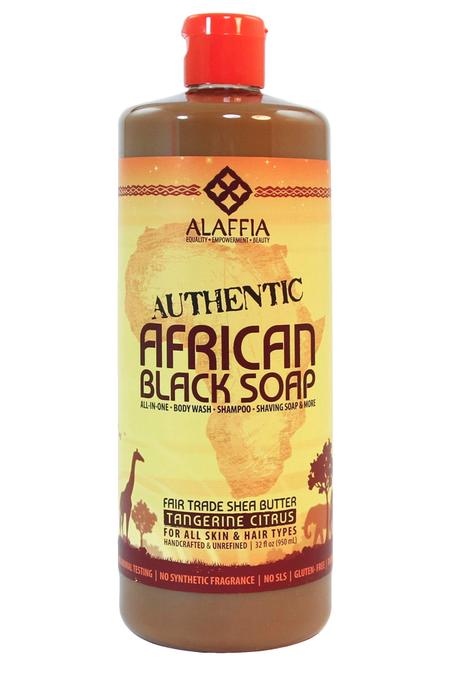 ALAFFIA
EQUALITY • EMPOWERMENT • BEAUTY
AUTHENTIC
AFRICAN
BLACK SOAP
ALL-IN-ONE • BODY WASH • SHAMPOO • SHAVING SOAP & MORE
FAIR TRADE SHEA BUTTER
TANGERINE CITRUS
FOR ALL SKIN & HAIR TYPES
HANDCRAFTED & UNREFINED | 32 fl oz (950 mL)
TESTING | NO SYNTHETIC FRAGRANCE | NO SLS | GLUTEN-FREE |